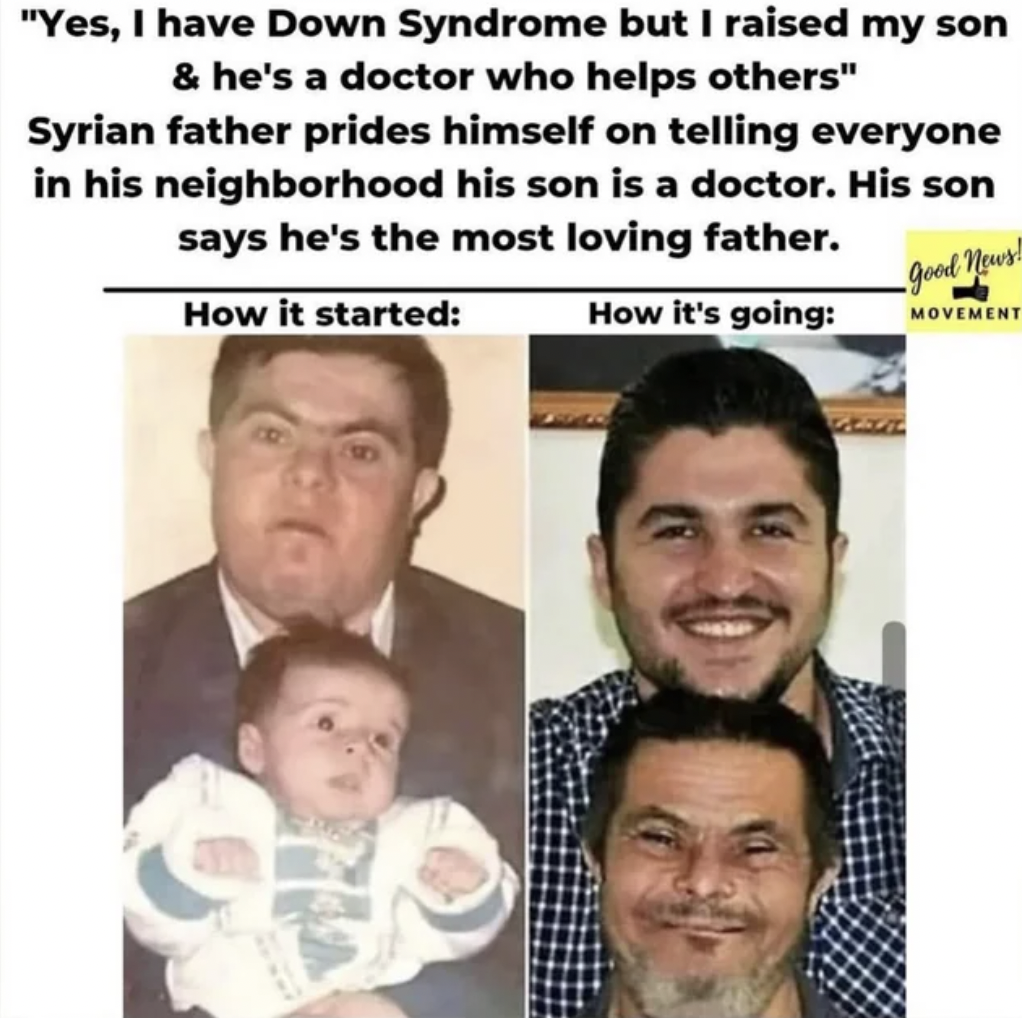 "Yes, I have Down Syndrome but I raised my son
& he's a doctor who helps others"
Syrian father prides himself on telling everyone
in his neighborhood his son is a doctor. His son
says he's the most loving father.
Good News!
MOVEMENT
How it started:
How it's going: